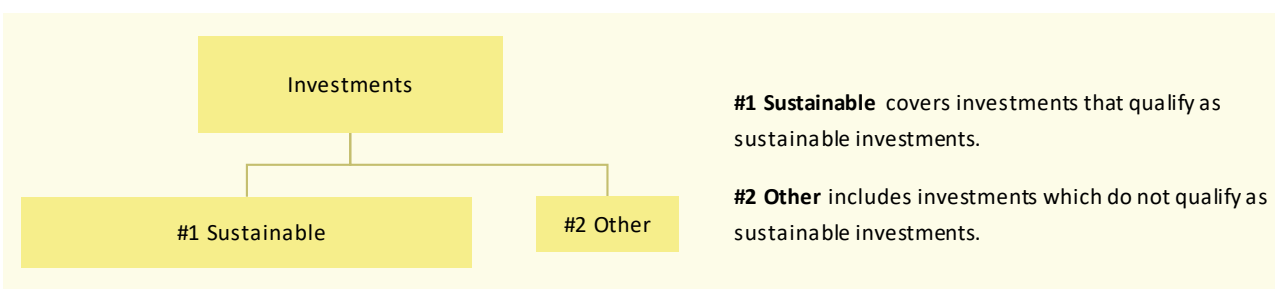 Investments
#1 Sustainable
#2 Other
#1 Sustainable covers investments that qualify as
sustainable investments.
#2 Other includes investments which do not qualify as
sustainable investments.